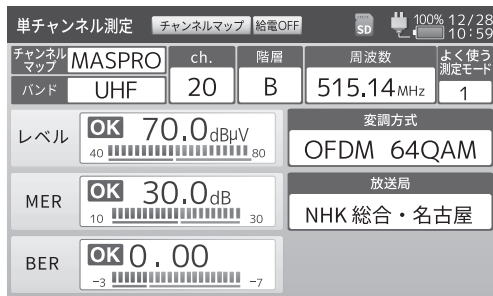 単チャンネル測定 チャンネルマップ 給電OFF SD 100% 12/28
10:59
チャンネルマップ MASPRO ch. 階層 周波数 よく使う測定モード
バンド UHF 20 B 515.14MHz 1
レベル OK 70.0dBμV
40 80
変調方式
OFDM 64QAM
MER OK 30.0dB
10 30
放送局
NHK総合・名古屋
BER OK 0.00
-3 -7